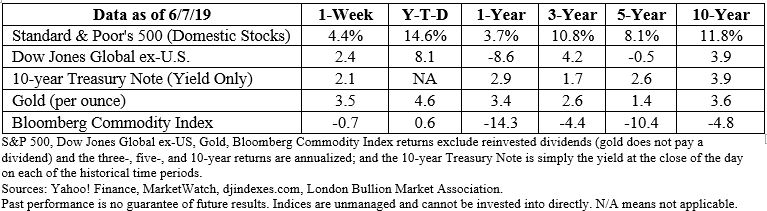 Data as of 6/7/19 1-Week Y-T-D 1-Year 3-Year 5-Year 10-Year
Standard & Poor's 500 (Domestic Stocks) 4.4% 14.6% 3.7% 10.8% 8.1% 11.8%
Dow Jones Global ex-U.S. 2.4 8.1 -8.6 4.2 -0.5 3.9
10-year Treasury Note (Yield Only) 2.1 NA 2.9 1.7 2.6 3.9
Gold (per ounce) 3.5 4.6 3.4 2.6 1.4 3.6
Bloomberg Commodity Index -0.7 0.6 -14.3 -4.4 -10.4 -4.8
S&P 500, Dow Jones Global ex-US, Gold, Bloomberg Commodity Index returns exclude reinvested dividends (gold does not pay a
dividend) and the three-, five-, and 10-year returns are annualized; and the 10-year Treasury Note is simply the yield at the close of the day
on each of the historical time periods.
Sources: Yahoo! Finance, MarketWatch, djindexes.com, London Bullion Market Association.
Past performance is no guarantee of future results. Indices are unmanaged and cannot be invested into directly. N/A means not applicable.